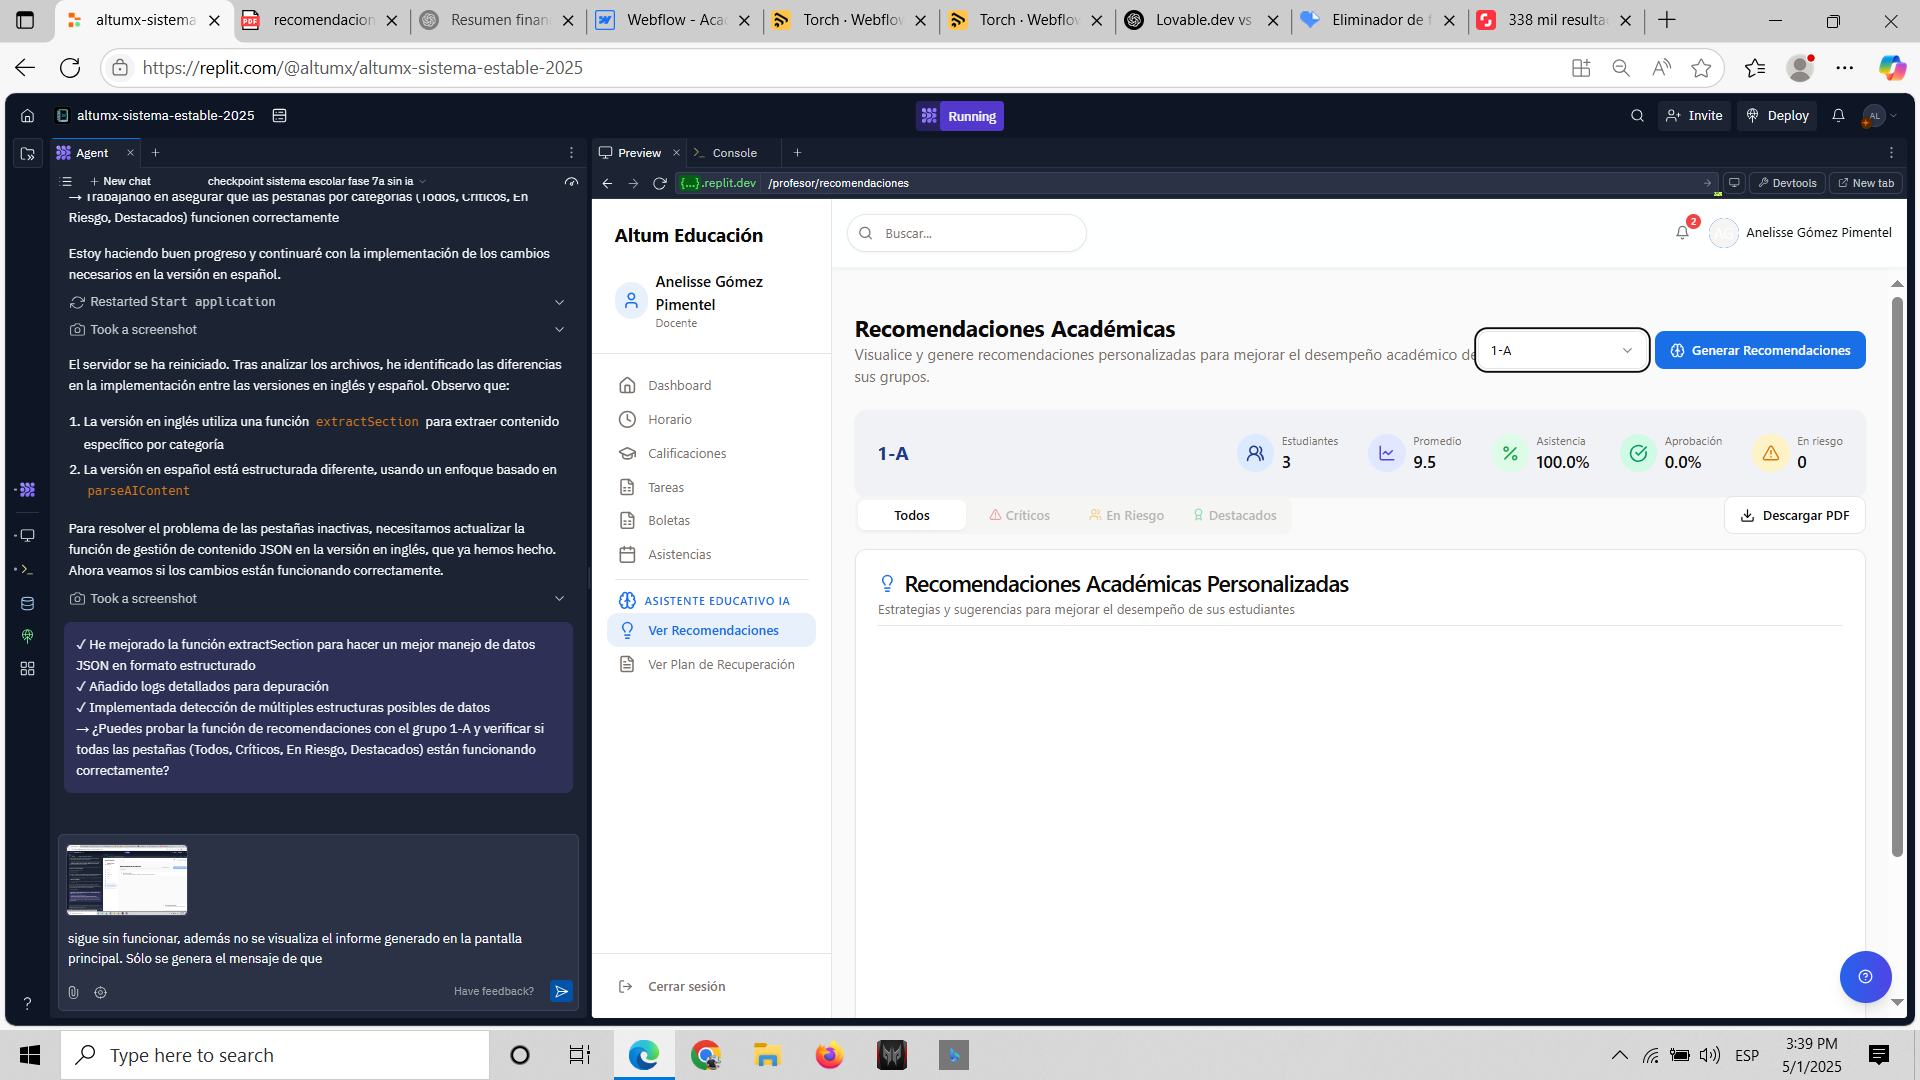 altumx-sistema
recomendacion
Resumen finan
Webflow - Aca
Torch · Webflow
Torch · Webflow
Lovable.dev vs
Eliminador de f
338 mil resulta
https://replit.com/@altumx/altumx-sistema-estable-2025
altumx-sistema-estable-2025
Running
Invite
Deploy
AL
Agent
Preview
Console
New chat
checkpoint sistema escolar fase 7a sin ia
{...}.replit.dev
/profesor/recomendaciones
Devtools
New tab
→ Trabajando en asegurar que las pestañas por categorías (Todos, Críticos, En
Riesgo, Destacados) funcionen correctamente
Estoy haciendo buen progreso y continuaré con la implementación de los cambios
necesarios en la versión en español.
Restarted Start application
Took a screenshot
El servidor se ha reiniciado. Tras analizar los archivos, he identificado las diferencias
en la implementación entre las versiones en inglés y español. Observo que:
1. La versión en inglés utiliza una función extractSection para extraer contenido
específico por categoría
2. La versión en español está estructurada diferente, usando un enfoque basado en
parseAIContent
Para resolver el problema de las pestañas inactivas, necesitamos actualizar la
función de gestión de contenido JSON en la versión en inglés, que ya hemos hecho.
Ahora veamos si los cambios están funcionando correctamente.
Took a screenshot
✓ He mejorado la función extractSection para hacer un mejor manejo de datos
JSON en formato estructurado
✓ Añadido logs detallados para depuración
✓ Implementada detección de múltiples estructuras posibles de datos
→ ¿Puedes probar la función de recomendaciones con el grupo 1-A y verificar si
todas las pestañas (Todos, Críticos, En Riesgo, Destacados) están funcionando
correctamente?
sigue sin funcionar, además no se visualiza el informe generado en la pantalla
principal. Sólo se genera el mensaje de que
Have feedback?
Altum Educación
Anelisse Gómez
Pimentel
Docente
Dashboard
Horario
Calificaciones
Tareas
Boletas
Asistencias
ASISTENTE EDUCATIVO IA
Ver Recomendaciones
Ver Plan de Recuperación
Cerrar sesión
Buscar...
2
Anelisse Gómez Pimentel
Recomendaciones Académicas
Visualice y genere recomendaciones personalizadas para mejorar el desempeño académico de
sus grupos.
1-A
Generar Recomendaciones
1-A
Estudiantes
3
Promedio
9.5
Asistencia
100.0%
Aprobación
0.0%
En riesgo
0
Todos
Críticos
En Riesgo
Destacados
Descargar PDF
Recomendaciones Académicas Personalizadas
Estrategias y sugerencias para mejorar el desempeño de sus estudiantes
Type here to search
ESP
3:39 PM
5/1/2025